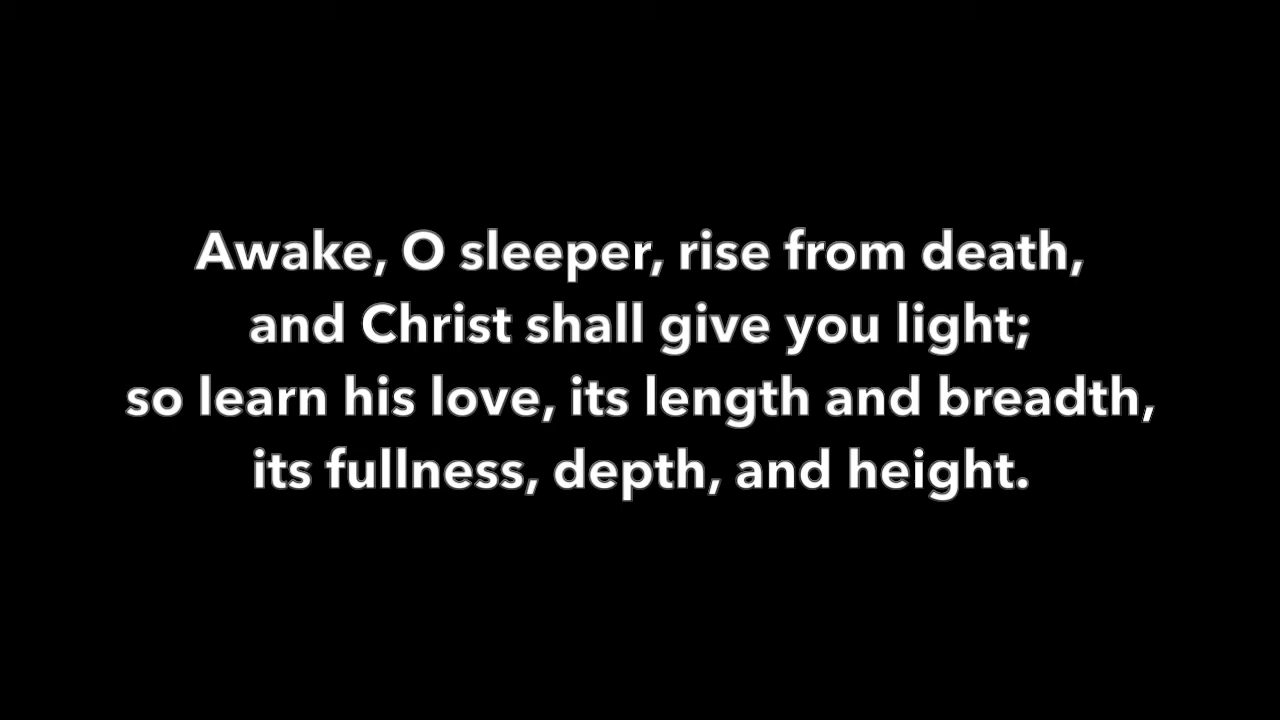 Awake, O sleeper, rise from death,
and Christ shall give you light;
so learn his love, its length and breadth,
its fullness, depth, and height.